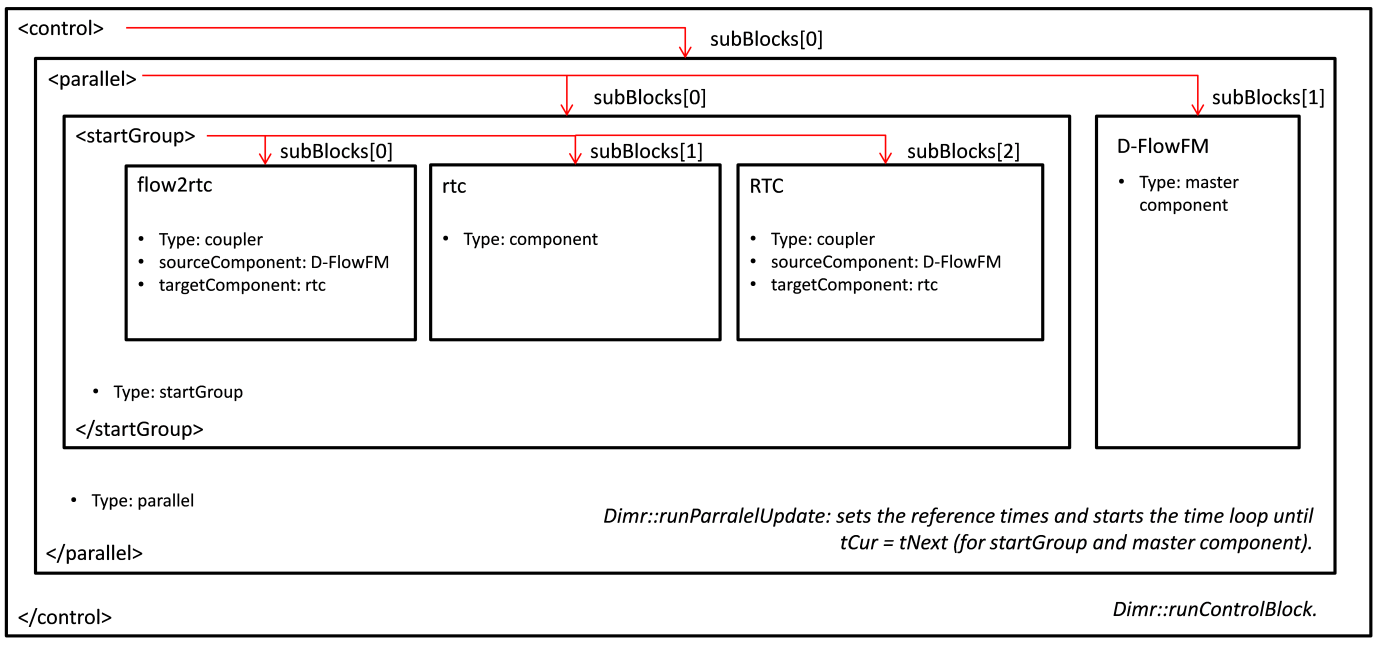 <control>
subBlocks[0]
<parallel>
subBlocks[0]
subBlocks[1]
<startGroup>
subBlocks[0]
subBlocks[1]
subBlocks[2]
flow2rtc
• Type: coupler
• sourceComponent: D-FlowFM
• targetComponent: rtc
rtc
• Type: component
RTC
• Type: coupler
• sourceComponent: D-FlowFM
• targetComponent: rtc
D-FlowFM
• Type: master
component
• Type: startGroup
</startGroup>
• Type: parallel
Dimr::runParralelUpdate: sets the reference times and starts the time loop until
tCur = tNext (for startGroup and master component).
</parallel>
Dimr::runControlBlock.
</control>